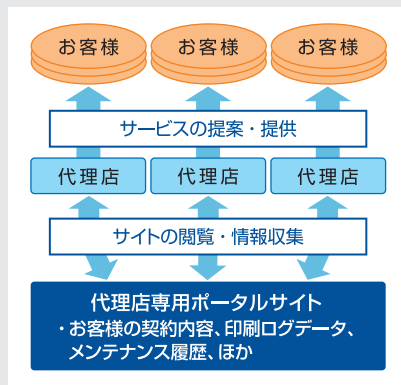 お客様 お客様 お客様
サービスの提案・提供
代理店 代理店 代理店
サイトの閲覧・情報収集
代理店専用ポータルサイト
・お客様の契約内容、印刷ログデータ、
メンテナンス履歴、ほか